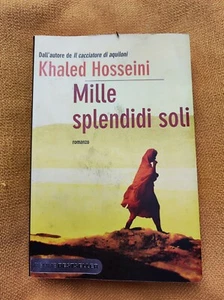 Dall'autore de Il cacciatore di aquiloni
Khaled Hosseini
Mille
splendidi soli
romanzo